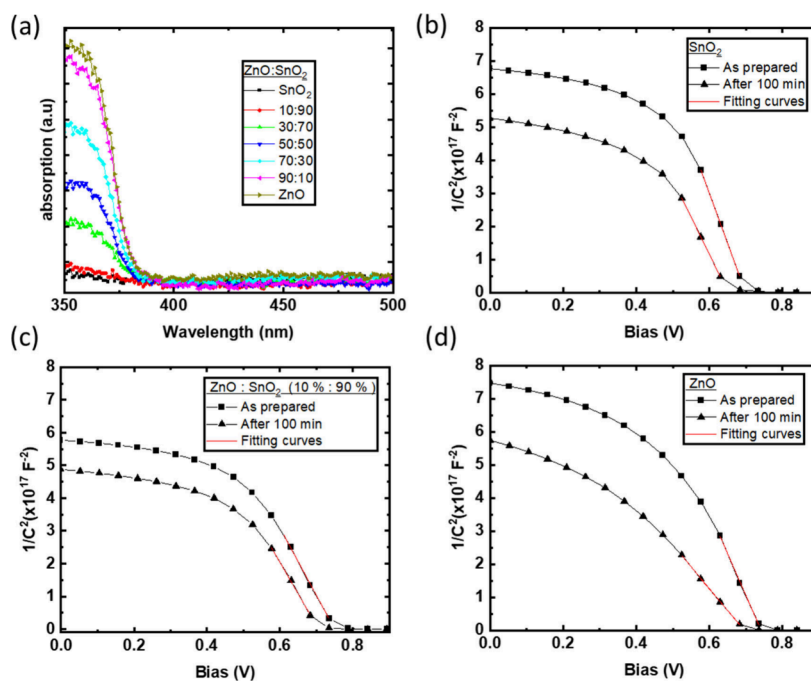 (a)
absorption (a.u)
ZnO:SnO₂
SnO₂
10:90
30:70
50:50
70:30
90:10
ZnO
350 400 450 500
Wavelength (nm)
(b)
1/C²(x10¹⁷ F⁻²)
8
7
6
5
4
3
2
1
0
SnO₂
As prepared
After 100 min
Fitting curves
0.0 0.2 0.4 0.6 0.8
Bias (V)
(c)
1/C²(x10¹⁷ F⁻²)
8
7
6
5
4
3
2
1
0
ZnO : SnO₂ (10 % : 90 % )
As prepared
After 100 min
Fitting curves
0.0 0.2 0.4 0.6 0.8
Bias (V)
(d)
1/C²(x10¹⁷ F⁻²)
8
7
6
5
4
3
2
1
0
ZnO
As prepared
After 100 min
Fitting curves
0.0 0.2 0.4 0.6 0.8
Bias (V)